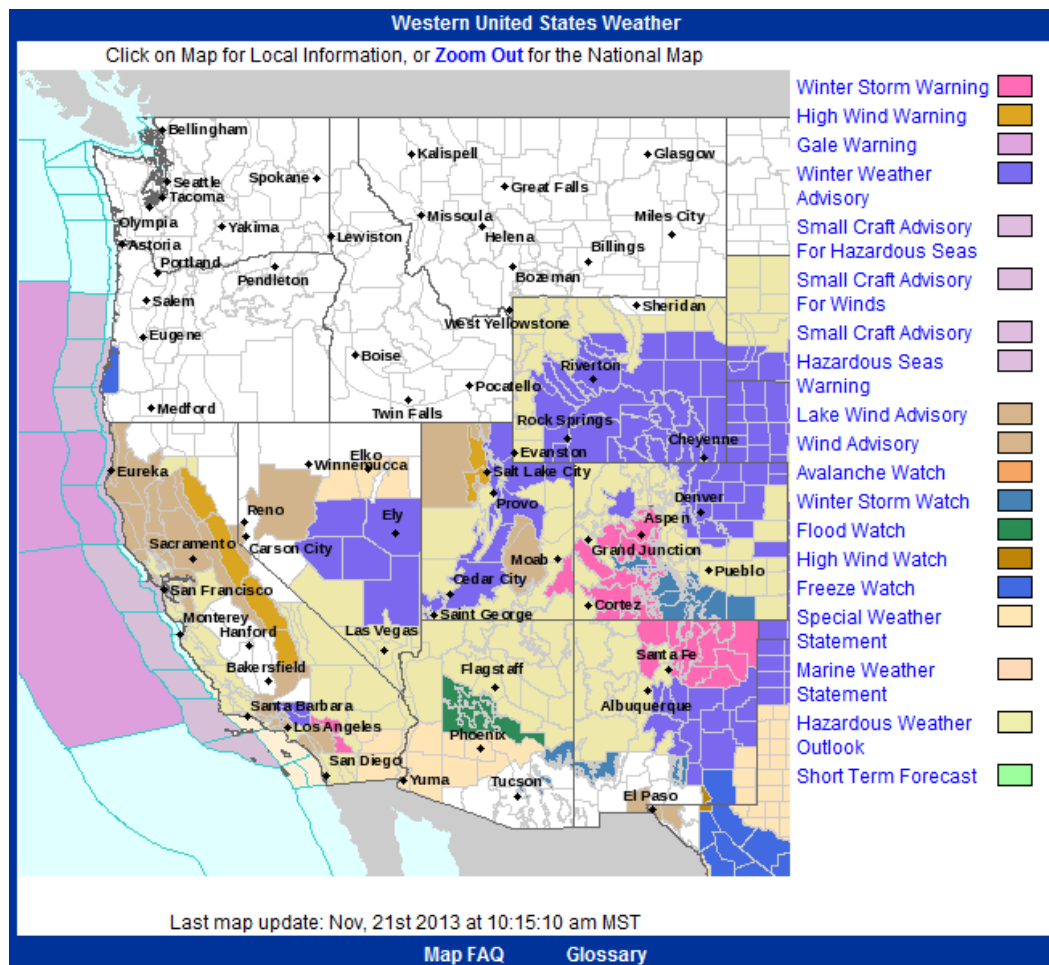 Western United States Weather
Click on Map for Local Information, or Zoom Out for the National Map
Bellingham
Kalispell
Glasgow
Spokane
Seattle
Great Falls
Tacoma
Olympia
Yakima
Missoula
Miles City
Helena
Lewiston
Astoria
Billings
Portland
Bozeman
Pendleton
Salem
Sheridan
West Yellowstone
Eugene
Boise
Riverton
Pocatello
Medford
Twin Falls
Rock Springs
Cheyenne
Elko
Evanston
Eureka
Winnemucca
Salt Lake City
Provo
Denver
Reno
Ely
Aspen
Sacramento
Carson City
Grand Junction
Moab
Pueblo
Cedar City
San Francisco
Cortez
Saint George
Monterey
Hanford
Las Vegas
Santa Fe
Bakersfield
Flagstaff
Albuquerque
Santa Barbara
Los Angeles
Phoenix
San Diego
Yuma
Tucson
El Paso
Winter Storm Warning
High Wind Warning
Gale Warning
Winter Weather
Advisory
Small Craft Advisory
For Hazardous Seas
Small Craft Advisory
For Winds
Small Craft Advisory
Hazardous Seas
Warning
Lake Wind Advisory
Wind Advisory
Avalanche Watch
Winter Storm Watch
Flood Watch
High Wind Watch
Freeze Watch
Special Weather
Statement
Marine Weather
Statement
Hazardous Weather
Outlook
Short Term Forecast
Last map update: Nov, 21st 2013 at 10:15:10 am MST
Map FAQ
Glossary